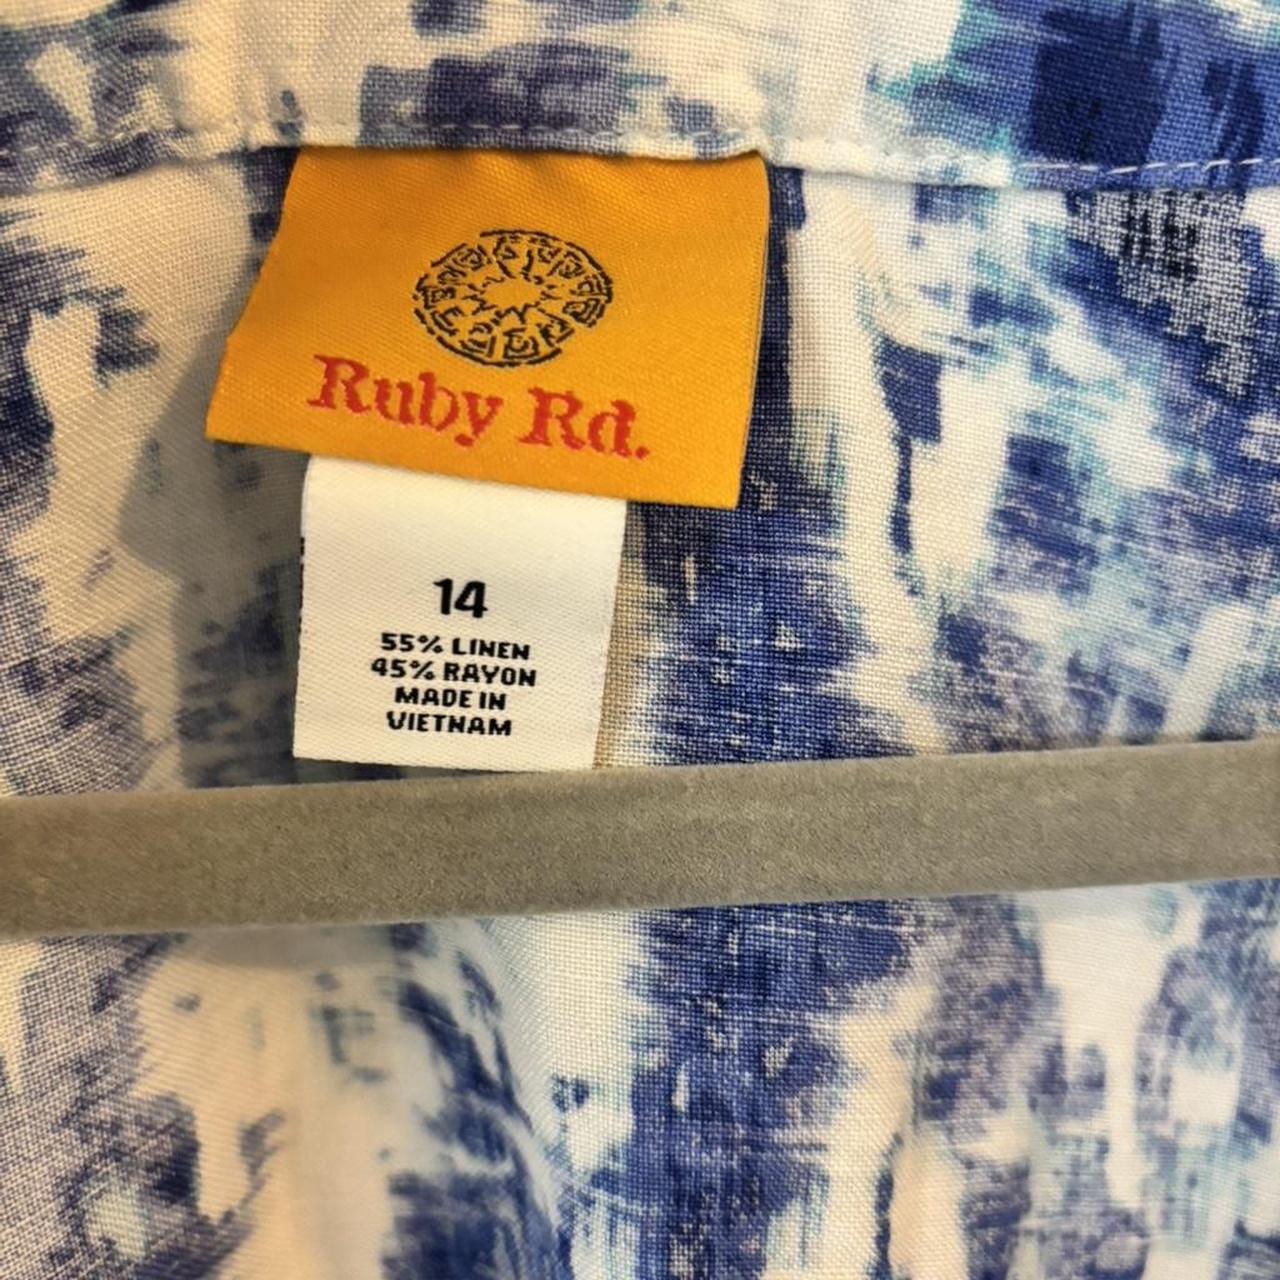 Ruby Rd.
14
55% LINEN
45% RAYON
MADE IN
VIETNAM